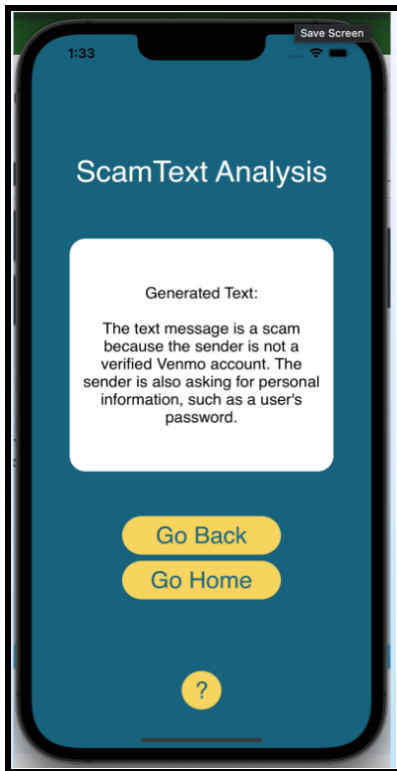 Save Screen
1:33
ScamText Analysis
Generated Text:
The text message is a scam
because the sender is not a
verified Venmo account. The
sender is also asking for personal
information, such as a user's
password.
Go Back
Go Home
?